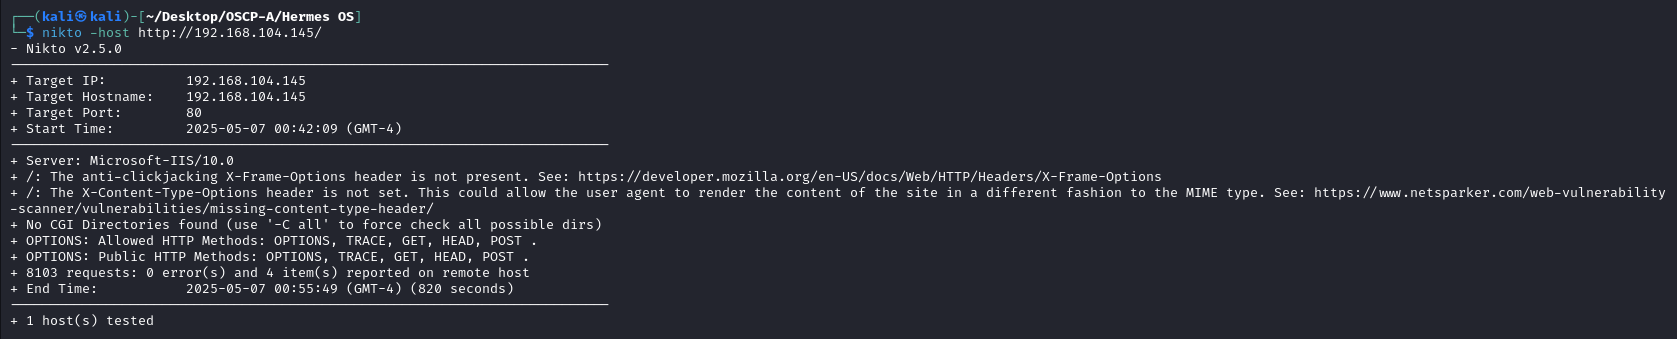 ┌──(kali㉿kali)-[~/Desktop/OSCP-A/Hermes OS]
└─$ nikto -host http://192.168.104.145/
- Nikto v2.5.0
---------------------------------------------------------------------------
+ Target IP:          192.168.104.145
+ Target Hostname:    192.168.104.145
+ Target Port:        80
+ Start Time:         2025-05-07 00:42:09 (GMT-4)
---------------------------------------------------------------------------
+ Server: Microsoft-IIS/10.0
+ /: The anti-clickjacking X-Frame-Options header is not present. See: https://developer.mozilla.org/en-US/docs/Web/HTTP/Headers/X-Frame-Options
+ /: The X-Content-Type-Options header is not set. This could allow the user agent to render the content of the site in a different fashion to the MIME type. See: https://www.netsparker.com/web-vulnerability
-scanner/vulnerabilities/missing-content-type-header/
+ No CGI Directories found (use '-C all' to force check all possible dirs)
+ OPTIONS: Allowed HTTP Methods: OPTIONS, TRACE, GET, HEAD, POST .
+ OPTIONS: Public HTTP Methods: OPTIONS, TRACE, GET, HEAD, POST .
+ 8103 requests: 0 error(s) and 4 item(s) reported on remote host
+ End Time:           2025-05-07 00:55:49 (GMT-4) (820 seconds)
---------------------------------------------------------------------------
+ 1 host(s) tested